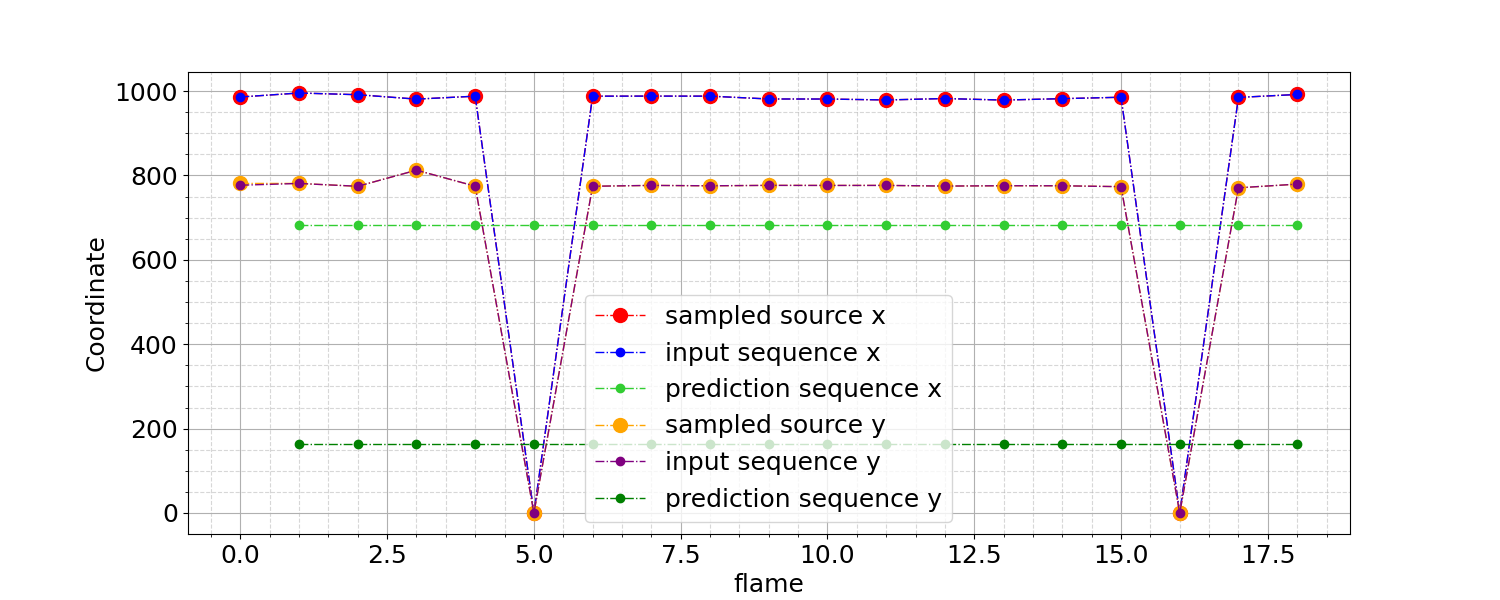 1000
800
600
400
200
0
Coordinate
sampled source x
input sequence x
prediction sequence x
sampled source y
input sequence y
prediction sequence y
0.0 2.5 5.0 7.5 10.0 12.5 15.0 17.5
flame